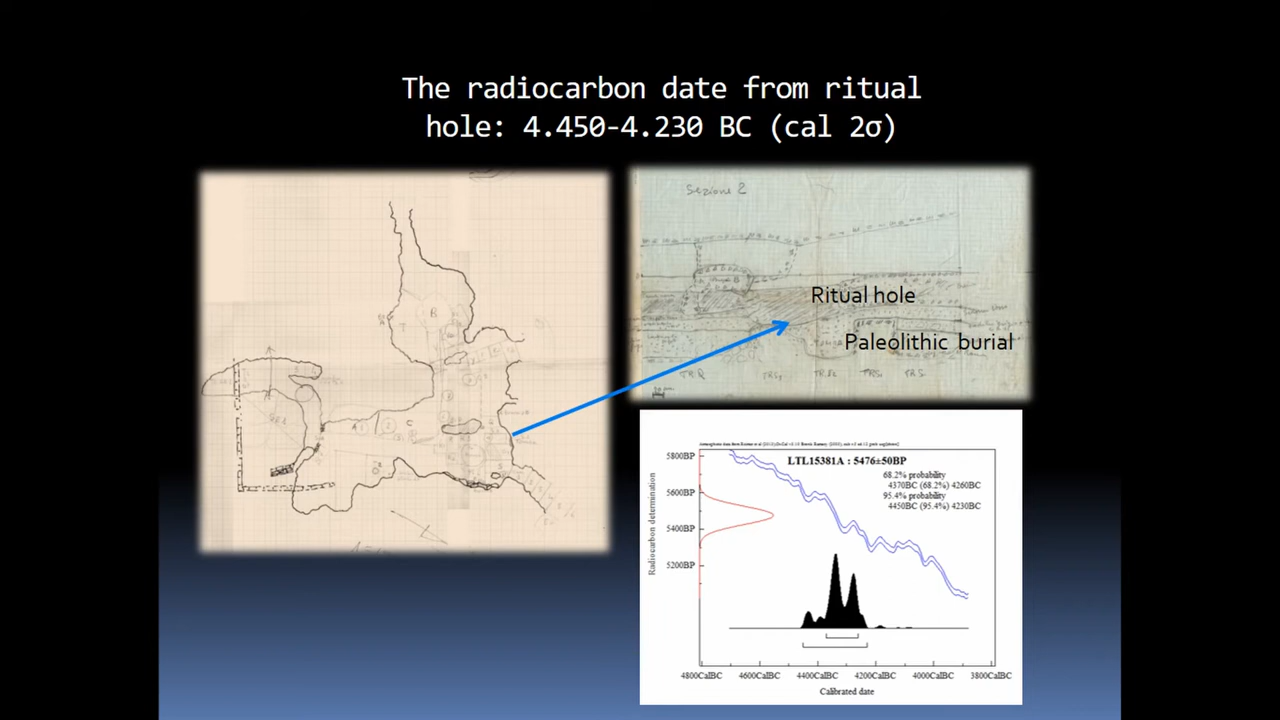 The radiocarbon date from ritual
hole: 4.450-4.230 BC (cal 2σ)
Sezione 2
Ritual hole
Paleolithic burial
B
T
C
LTL15381A : 5476±50BP
68.2% probability
4370BC (68.2%) 4260BC
95.4% probability
4450BC (95.4%) 4230BC
Radiocarbon determination
5800BP
5600BP
5400BP
5200BP
4800CalBC 4600CalBC 4400CalBC 4200CalBC 4000CalBC 3800CalBC
Calibrated date